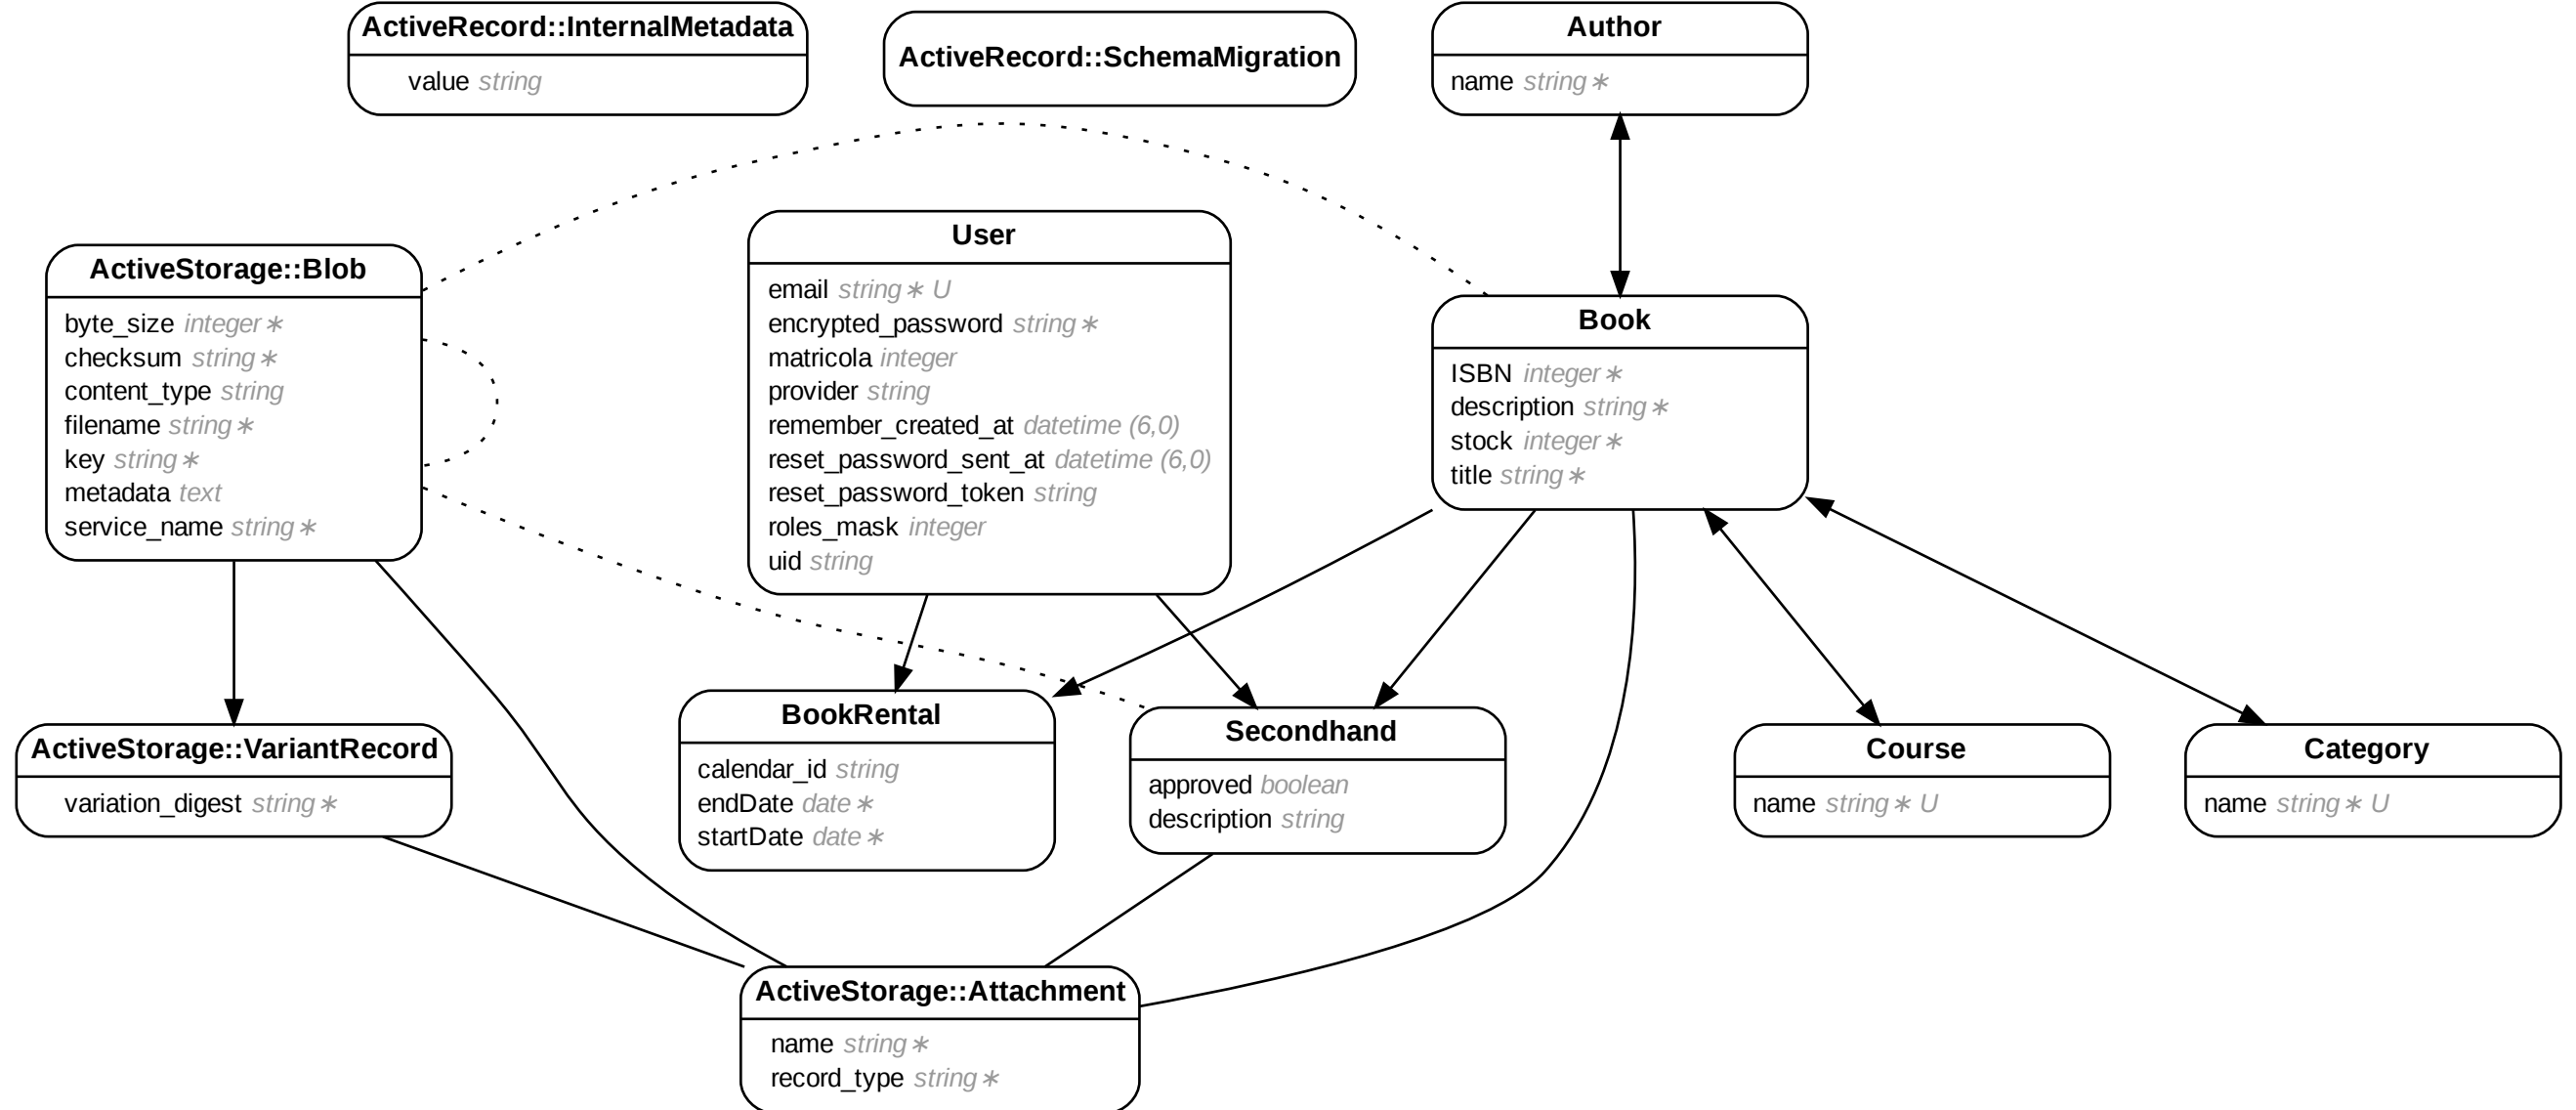 ActiveRecord::InternalMetadata
value string
ActiveRecord::SchemaMigration
Author
name string ∗
ActiveStorage::Blob
byte_size integer ∗
checksum string ∗
content_type string
filename string ∗
key string ∗
metadata text
service_name string ∗
User
email string ∗ U
encrypted_password string ∗
matricola integer
provider string
remember_created_at datetime (6,0)
reset_password_sent_at datetime (6,0)
reset_password_token string
roles_mask integer
uid string
Book
ISBN integer ∗
description string ∗
stock integer ∗
title string ∗
ActiveStorage::VariantRecord
variation_digest string ∗
BookRental
calendar_id string
endDate date ∗
startDate date ∗
Secondhand
approved boolean
description string
Course
name string ∗ U
Category
name string ∗ U
ActiveStorage::Attachment
name string ∗
record_type string ∗